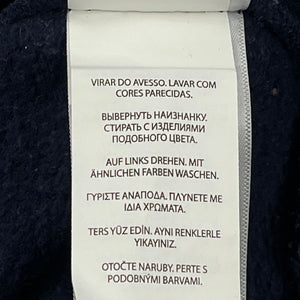 VIRAR DO AVESSO. LAVAR COM
CORES PARECIDAS.
ВЫВЕРНУТЬ НАИЗНАНКУ.
СТИРАТЬ С ИЗДЕЛИЯМИ
ПОДОБНОГО ЦВЕТА.
AUF LINKS DREHEN. MIT
ÄHNLICHEN FARBEN WASCHEN.
ΓΥΡΙΣΤΕ ΑΝΑΠΟΔΑ. ΠΛΥΝΕΤΕ ΜΕ
ΙΔΙΑ ΧΡΩΜΑΤΑ.
TERS YÜZ EDİN. AYNI RENKLERLE
YIKAYINIZ.
OTOČTE NARUBY. PERTE S
PODOBNÝMI BARVAMI.